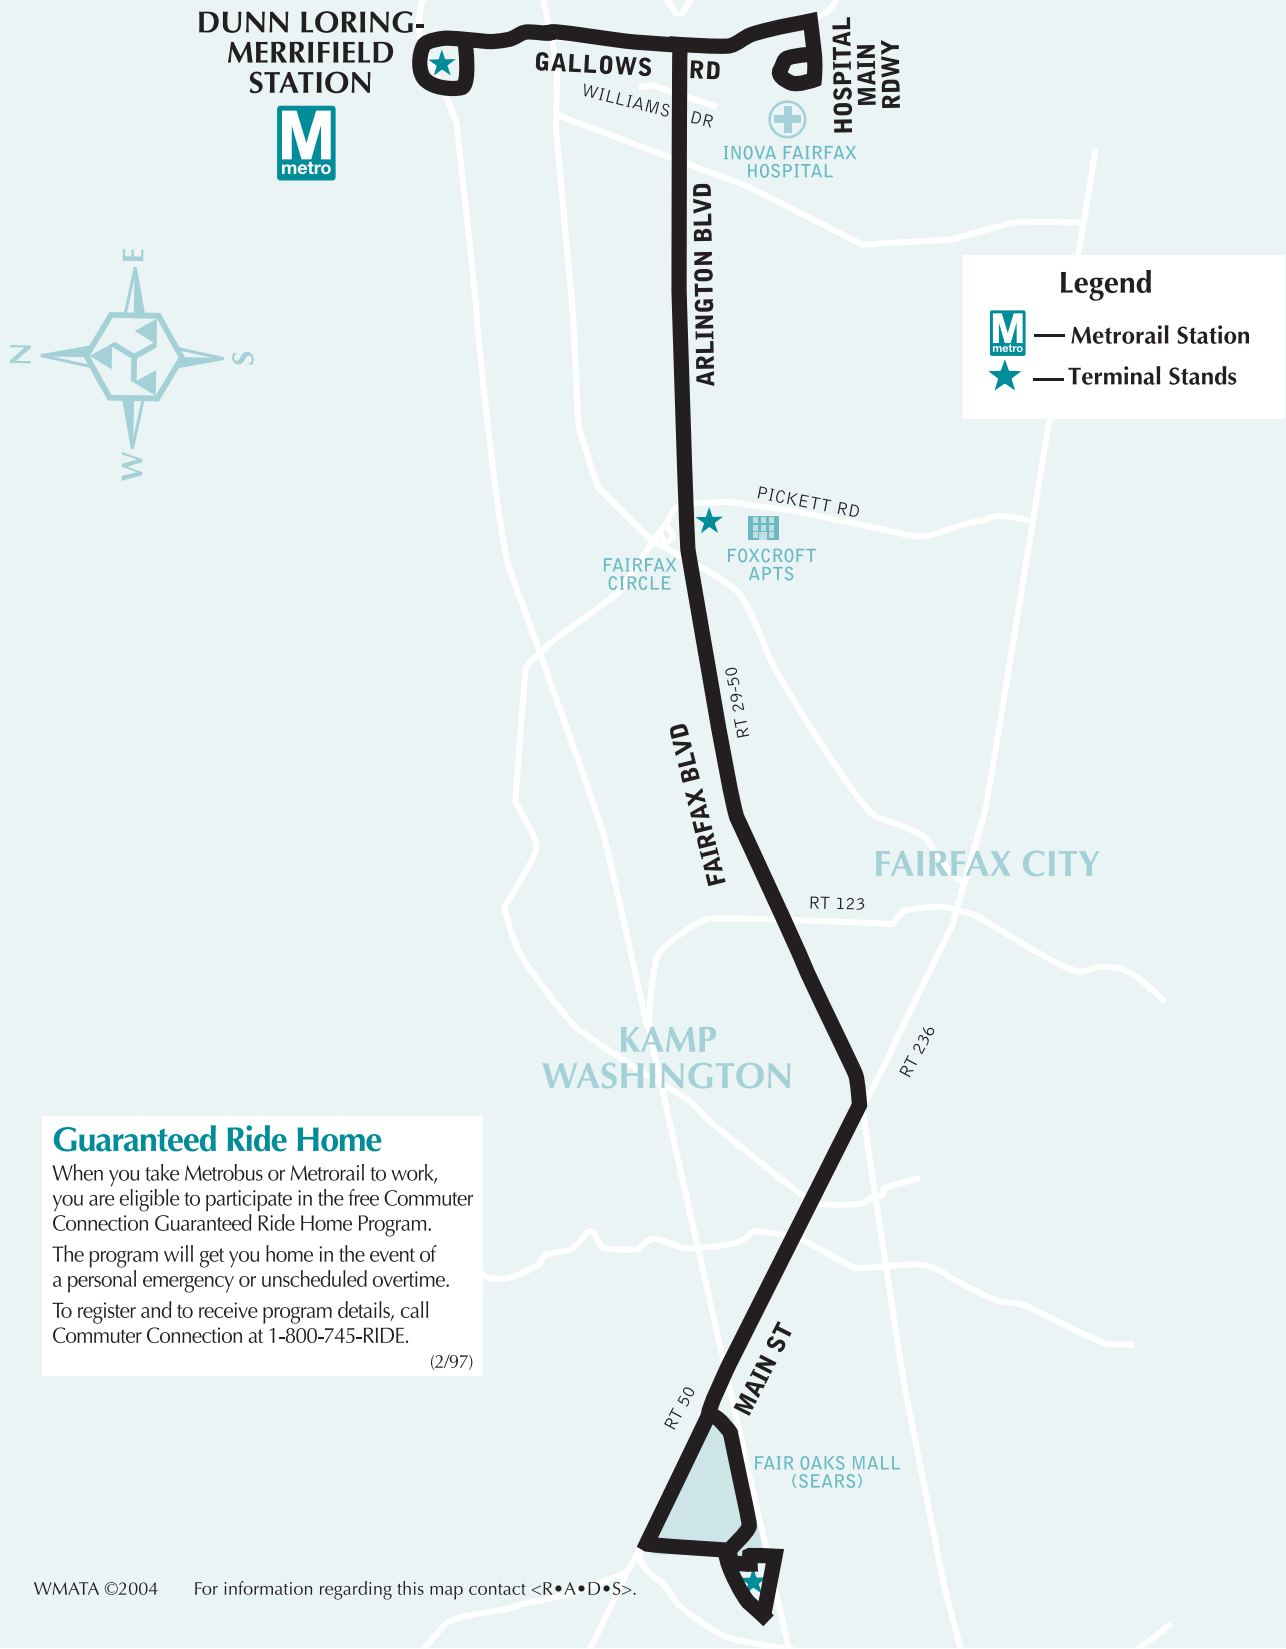 DUNN LORING-
MERRIFIELD
STATION
M
metro
GALLOWS RD
WILLIAMS DR
HOSPITAL
MAIN
RDWY
INOVA FAIRFAX
HOSPITAL
ARLINGTON BLVD
E
N
S
W
Legend
M
metro
Metrorail Station
Terminal Stands
PICKETT RD
FOXCROFT
APTS
FAIRFAX
CIRCLE
RT 29-50
FAIRFAX BLVD
FAIRFAX CITY
RT 123
KAMP
WASHINGTON
RT 236
Guaranteed Ride Home
When you take Metrobus or Metrorail to work,
you are eligible to participate in the free Commuter
Connection Guaranteed Ride Home Program.
The program will get you home in the event of
a personal emergency or unscheduled overtime.
To register and to receive program details, call
Commuter Connection at 1-800-745-RIDE.
(2/97)
MAIN ST
RT 50
FAIR OAKS MALL
(SEARS)
WMATA ©2004 For information regarding this map contact <R•A•D•S>.